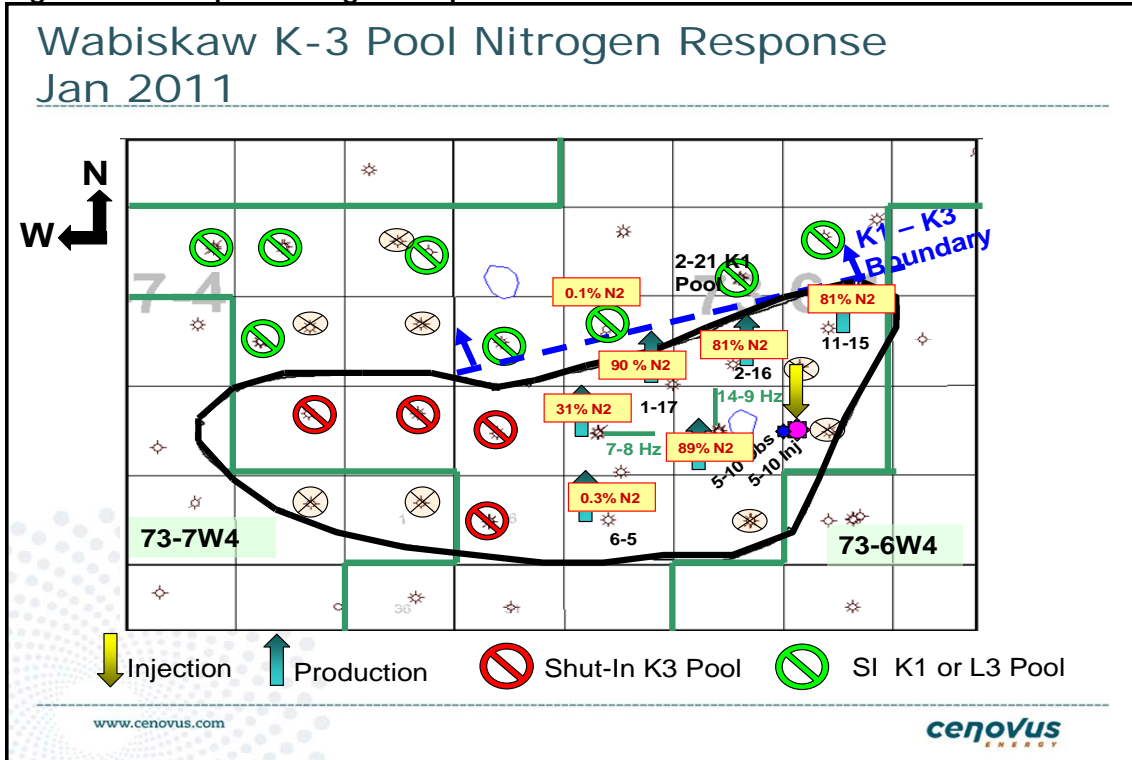 Wabiskaw K-3 Pool Nitrogen Response
Jan 2011
N
W
K1 – K3
Boundary
2-21 K1
Pool
7-4
0.1% N2
81% N2
11-15
81% N2
90 % N2
2-16
14-9 Hz
31% N2
1-17
7-8 Hz
89% N2
5-10 Obs
5-10 Inj
0.3% N2
6-5
1
6
73-7W4
73-6W4
36
31
Injection
Production
Shut-In K3 Pool
SI K1 or L3 Pool
www.cenovus.com
cenovus
ENERGY